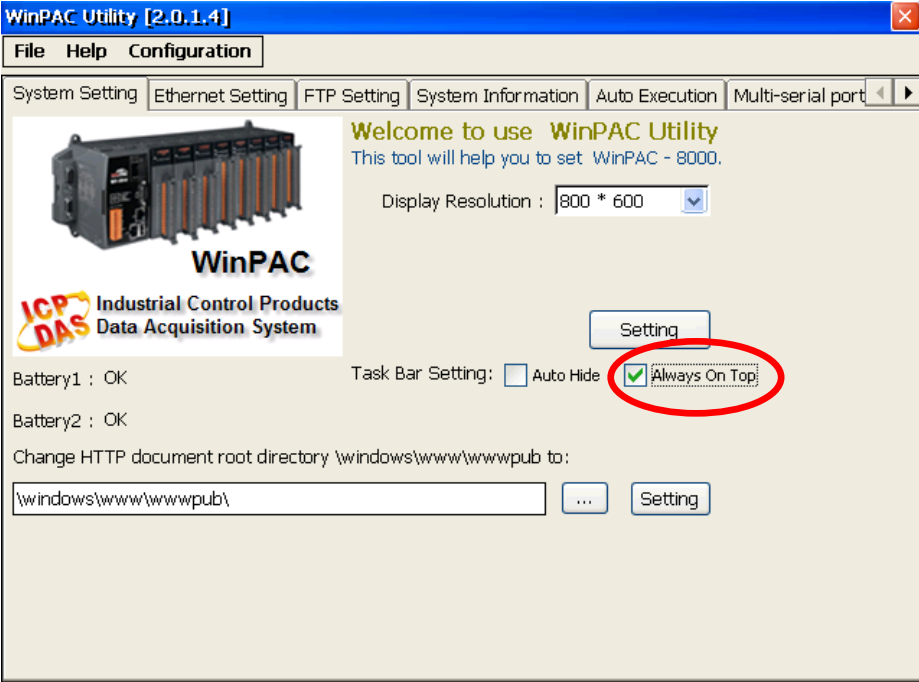 WinPAC Utility [2.0.1.4]
File Help Configuration
System Setting Ethernet Setting FTP Setting System Information Auto Execution Multi-serial port
Welcome to use WinPAC Utility
This tool will help you to set WinPAC - 8000.
Display Resolution : 800 * 600
WinPAC
ICP DAS
Industrial Control Products
Data Acquisition System
Setting
Task Bar Setting: Auto Hide Always On Top
Battery1 : OK
Battery2 : OK
Change HTTP document root directory \windows\www\wwwpub to:
\windows\www\wwwpub\ ... Setting